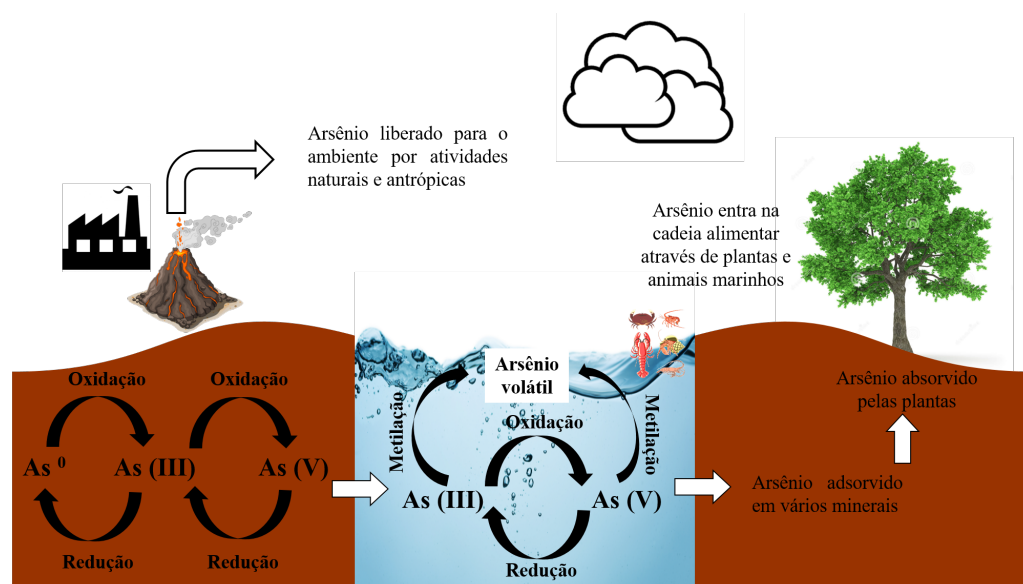 Arsênio liberado para o
ambiente por atividades
naturais e antrópicas
Arsênio entra na
cadeia alimentar
através de plantas e
animais marinhos
Oxidação
Oxidação
As 0
As (III)
As (V)
Redução
Redução
Arsênio
volátil
Metilação
Metilação
Oxidação
As (III)
As (V)
Redução
Arsênio absorvido
pelas plantas
Arsênio adsorvido
em vários minerais